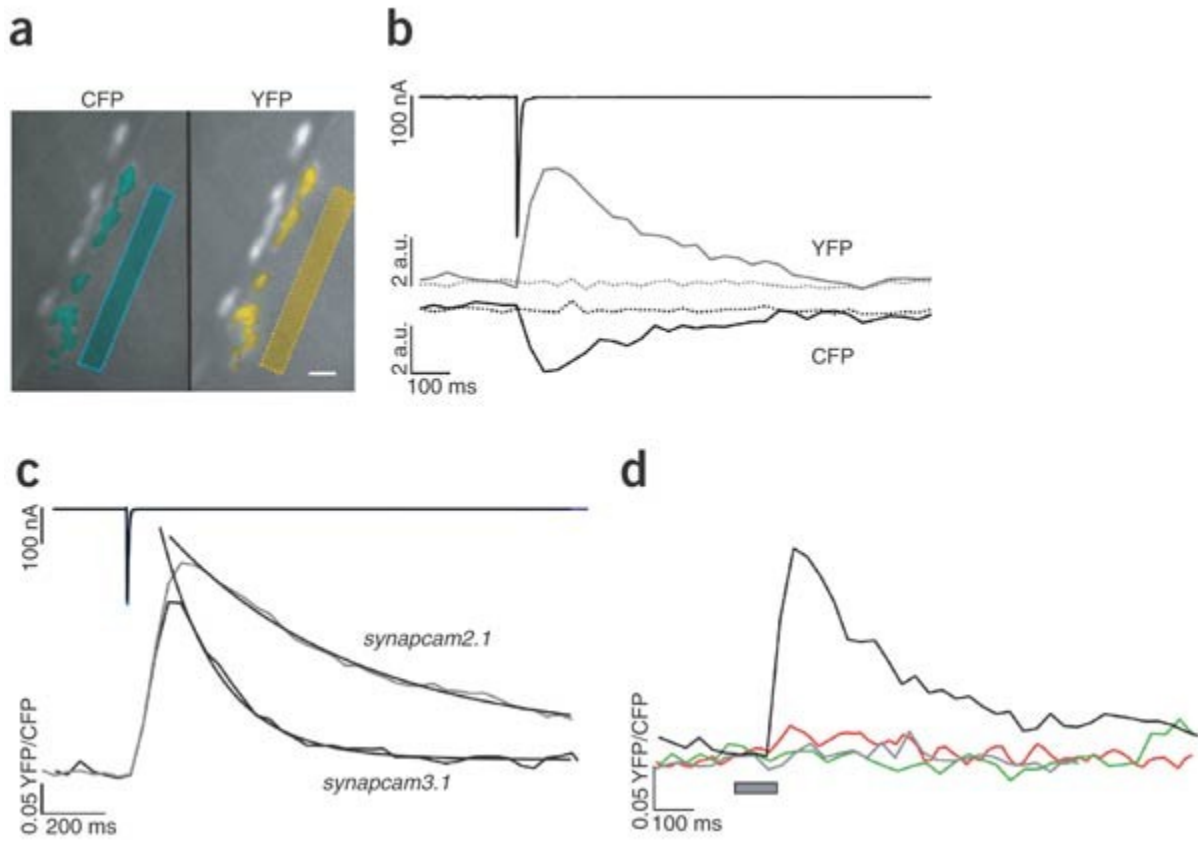 a
CFP
YFP
b
100 nA
2 a.u.
YFP
2 a.u.
CFP
100 ms
c
100 nA
synapcam2.1
synapcam3.1
0.05 YFP/CFP
200 ms
d
0.05 YFP/CFP
100 ms